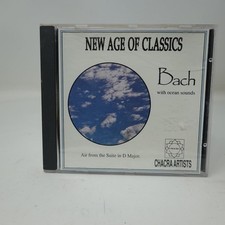 NEW AGE OF CLASSICS
Bach
with ocean sounds
Air from the Suite in D Major
CHACRA ARTISTS